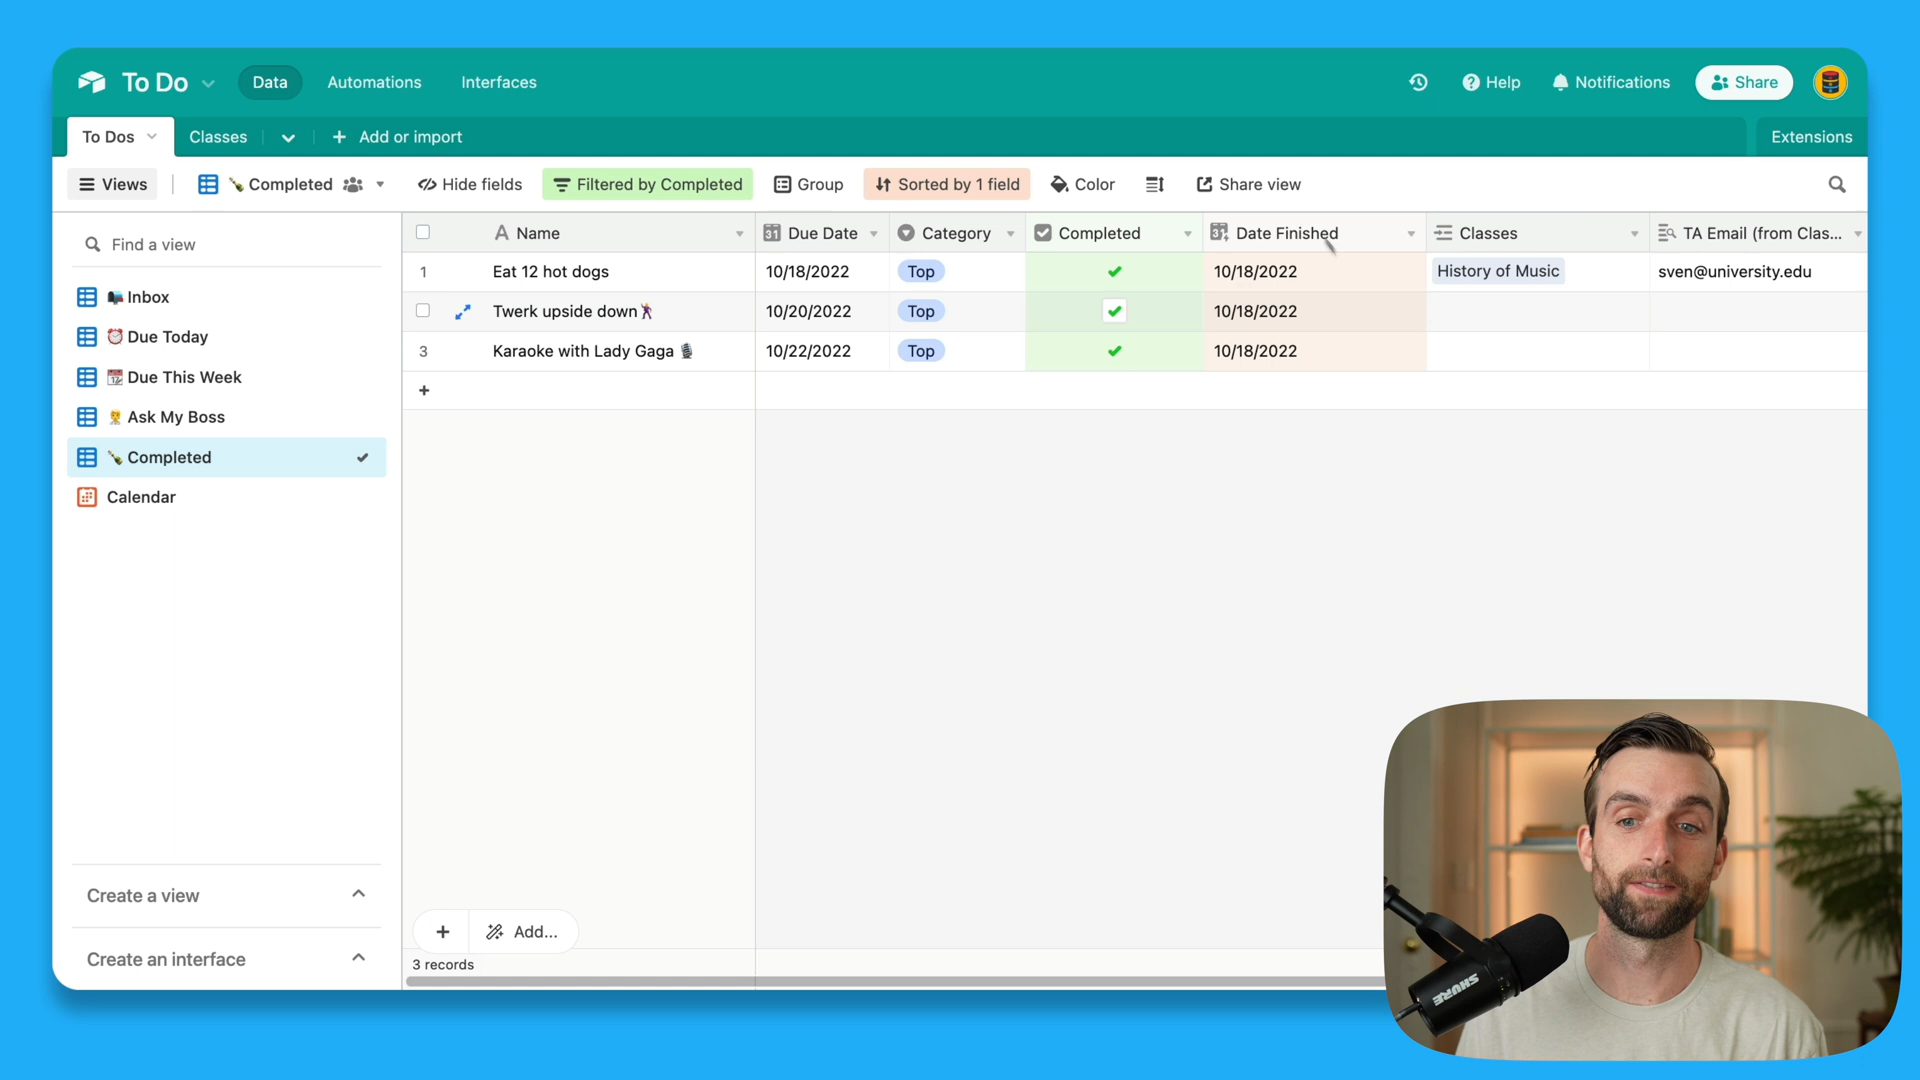 To Do Data Automations Interfaces Help Notifications Share
To Dos Classes Add or import Extensions
Views Completed Hide fields Filtered by Completed Group Sorted by 1 field Color Share view
Find a view
Inbox
Due Today
Due This Week
Ask My Boss
Completed
Calendar
Create a view
Create an interface
Name Due Date Category Completed Date Finished Classes TA Email (from Clas...
1 Eat 12 hot dogs 10/18/2022 Top 10/18/2022 History of Music sven@university.edu
Twerk upside down 10/20/2022 Top 10/18/2022
3 Karaoke with Lady Gaga 10/22/2022 Top 10/18/2022
+
+ Add...
3 records
SHURE